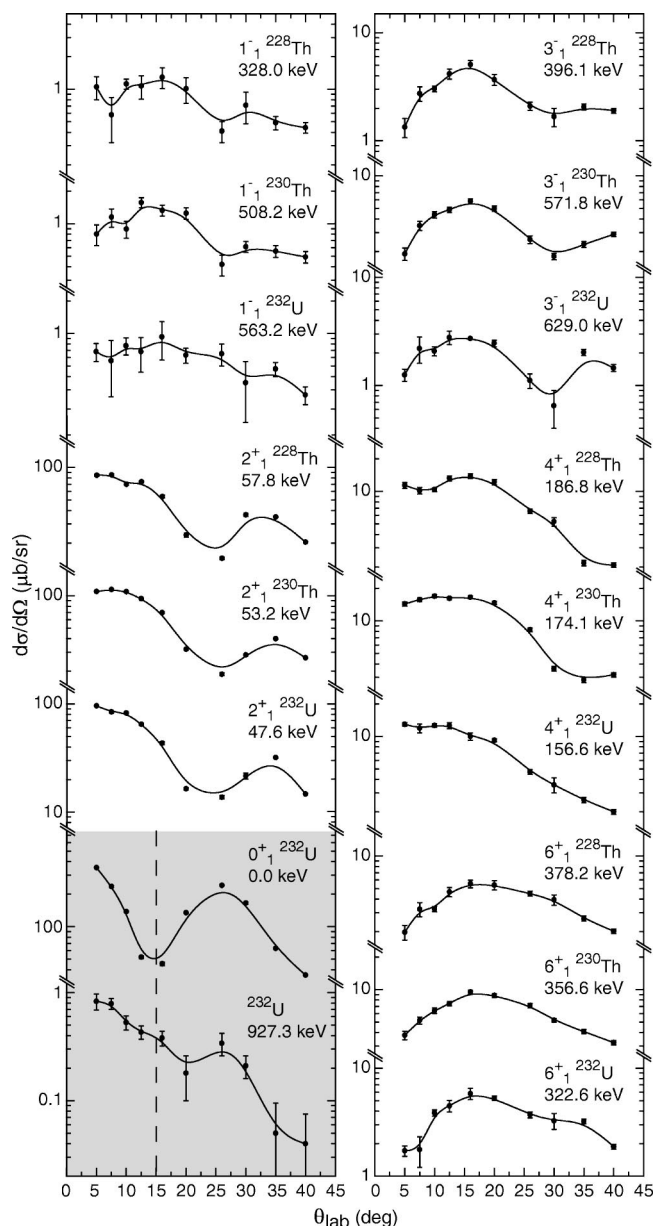 dσ/dΩ (μb/sr)
1
1⁻₁ ²²⁸Th
328.0 keV
1
1⁻₁ ²³⁰Th
508.2 keV
1
1⁻₁ ²³²U
563.2 keV
100
2⁺₁ ²²⁸Th
57.8 keV
100
2⁺₁ ²³⁰Th
53.2 keV
100
2⁺₁ ²³²U
47.6 keV
10
0⁺₁ ²³²U
0.0 keV
100
1
²³²U
927.3 keV
0.1
0 5 10 15 20 25 30 35 40 45
10
3⁻₁ ²²⁸Th
396.1 keV
1
10
3⁻₁ ²³⁰Th
571.8 keV
10
3⁻₁ ²³²U
629.0 keV
1
4⁺₁ ²²⁸Th
186.8 keV
10
4⁺₁ ²³⁰Th
174.1 keV
10
4⁺₁ ²³²U
156.6 keV
10
10
6⁺₁ ²²⁸Th
378.2 keV
10
6⁺₁ ²³⁰Th
356.6 keV
10
6⁺₁ ²³²U
322.6 keV
1
5 10 15 20 25 30 35 40 45
θlab (deg)